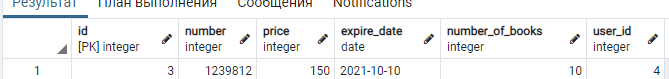 Результат План выполнения Сообщения Notifications
id number price expire_date number_of_books user_id
[PK] integer integer integer date integer integer
1 3 1239812 150 2021-10-10 10 4